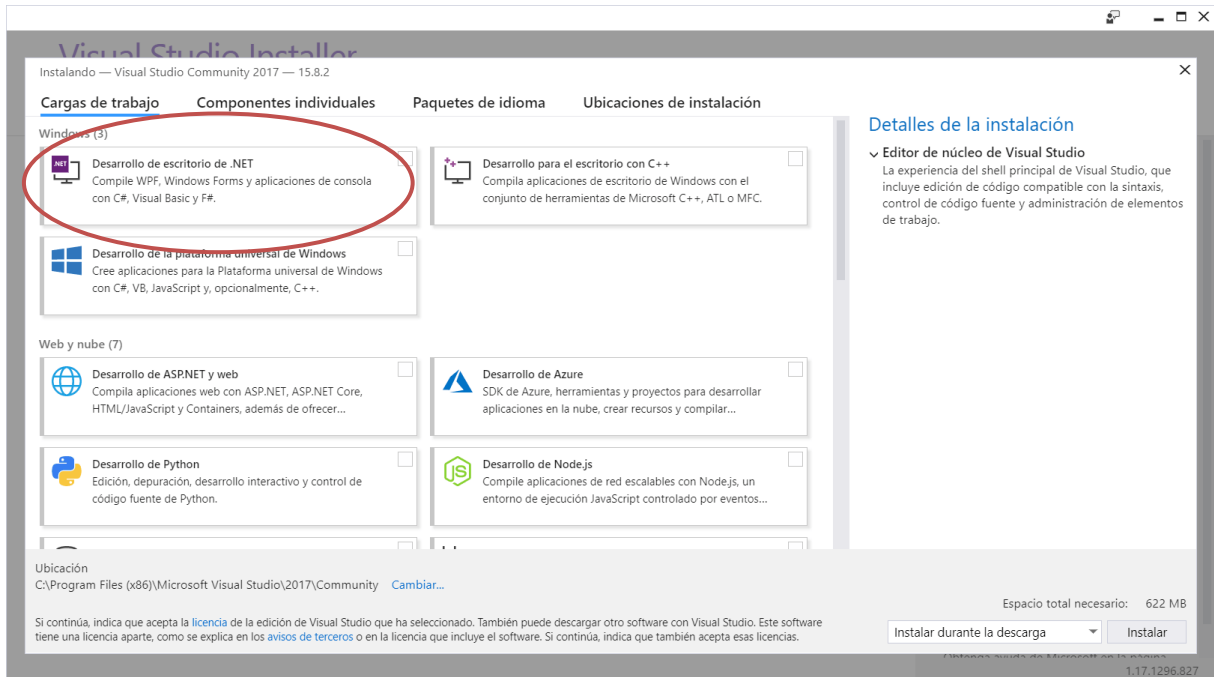 Visual Studio Installer
Instalando — Visual Studio Community 2017 — 15.8.2
Cargas de trabajo Componentes individuales Paquetes de idioma Ubicaciones de instalación
Windows (3)
.NET
Desarrollo de escritorio de .NET
Compile WPF, Windows Forms y aplicaciones de consola
con C#, Visual Basic y F#.
Desarrollo para el escritorio con C++
Compila aplicaciones de escritorio de Windows con el
conjunto de herramientas de Microsoft C++, ATL o MFC.
Desarrollo de la plataforma universal de Windows
Cree aplicaciones para la Plataforma universal de Windows
con C#, VB, JavaScript y, opcionalmente, C++.
Web y nube (7)
Desarrollo de ASP.NET y web
Compila aplicaciones web con ASP.NET, ASP.NET Core,
HTML/JavaScript y Containers, además de ofrecer...
Desarrollo de Azure
SDK de Azure, herramientas y proyectos para desarrollar
aplicaciones en la nube, crear recursos y compilar...
Desarrollo de Python
Edición, depuración, desarrollo interactivo y control de
código fuente de Python.
JS
Desarrollo de Node.js
Compile aplicaciones de red escalables con Node.js, un
entorno de ejecución JavaScript controlado por eventos...
Detalles de la instalación
Editor de núcleo de Visual Studio
La experiencia del shell principal de Visual Studio, que
incluye edición de código compatible con la sintaxis,
control de código fuente y administración de elementos
de trabajo.
Ubicación
C:\Program Files (x86)\Microsoft Visual Studio\2017\Community Cambiar...
Espacio total necesario: 622 MB
Si continúa, indica que acepta la licencia de la edición de Visual Studio que ha seleccionado. También puede descargar otro software con Visual Studio. Este software
tiene una licencia aparte, como se explica en los avisos de terceros o en la licencia que incluye el software. Si continúa, indica que también acepta esas licencias.
Instalar durante la descarga Instalar
Obtenga ayuda de Microsoft en la página
1.17.1296.827